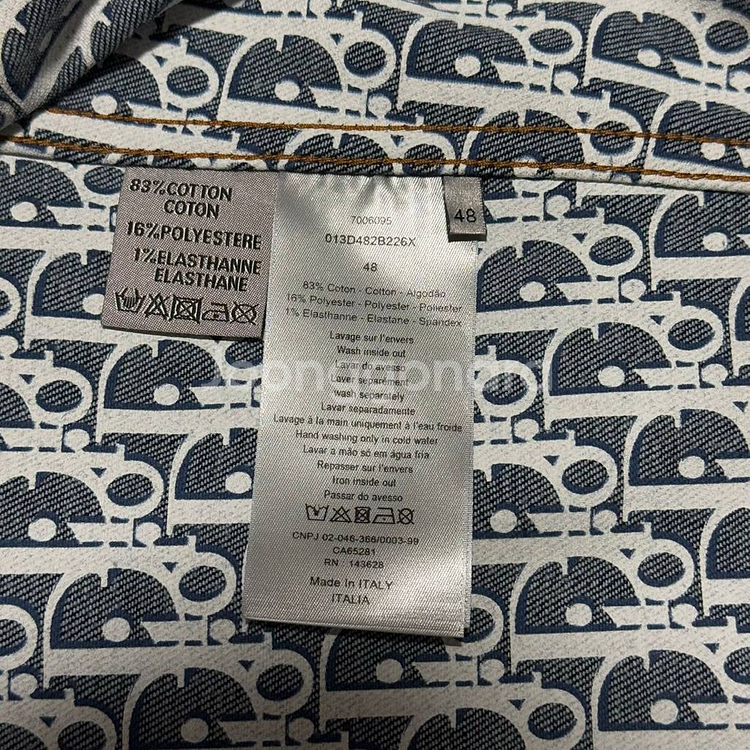 83%COTTON
COTON
16%POLYESTERE
1%ELASTHANNE
ELASTHANE
7006095
013D482B226X
48
48
83% Coton - Cotton - Algodão
16% Polyester - Polyester - Poliester
1% Elasthanne - Elastane - Spandex
Lavage sur l'envers
Wash inside out
Lava do avesso
Laver separement
wash separately
Lavar separadamente
Lavage à la main uniquement à l'eau froide
Hand washing only in cold water
Lavar a mão só em água fria
Repasser sur l'envers
Iron inside out
Passar do avesso
CNPJ 02-046-366/0003-99
CA65281
RN : 143628
Made In ITALY
ITALIA